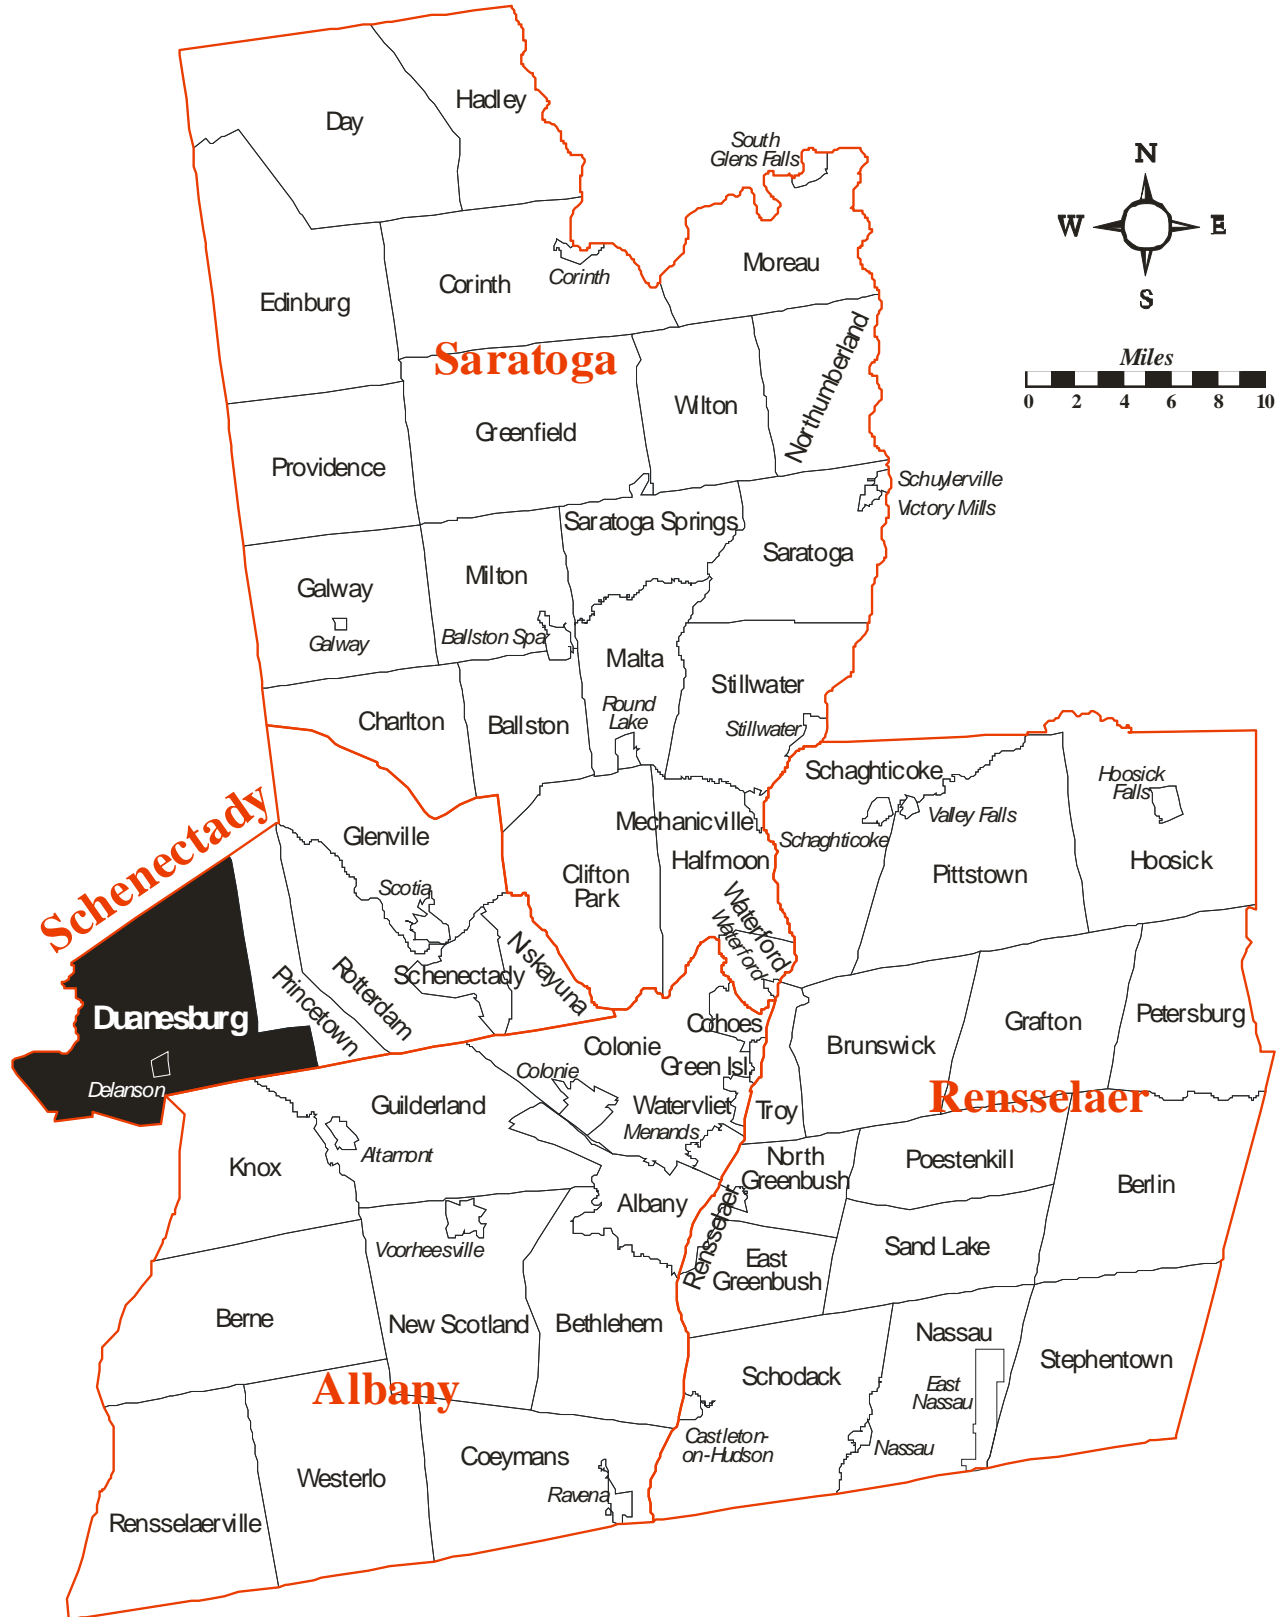 Hadley
Day
South
Glens Falls
N
W
E
S
Moreau
Corinth
Corinth
Edinburg
Miles
0 2 4 6 8 10
Saratoga
Northumberland
Wilton
Greenfield
Providence
Schuylerville
Victory Mills
Saratoga Springs
Saratoga
Milton
Galway
Galway
Ballston Spa
Malta
Stillwater
Round
Lake
Charlton
Ballston
Stillwater
Schaghticoke
Hoosick
Falls
Schenectady
Glenville
Mechanicville
Schaghticoke
Valley Falls
Halfmoon
Hoosick
Clifton
Park
Pittstown
Scotia
Waterford
Waterford
Niskayuna
Schenectady
Rotterdam
Princetown
Duanesburg
Cohoes
Petersburg
Grafton
Colonie
Brunswick
Green Isl.
Colonie
Delanson
Rensselaer
Guilderland
Watervliet
Troy
Menands
Altamont
Knox
North
Greenbush
Poestenkill
Berlin
Albany
Rensselaer
Voorheesville
Sand Lake
East
Greenbush
Berne
New Scotland
Bethlehem
Nassau
Stephentown
Schodack
Albany
East
Nassau
Castleton-
on-Hudson
Nassau
Coeymans
Westerlo
Ravena
Rensselaerville